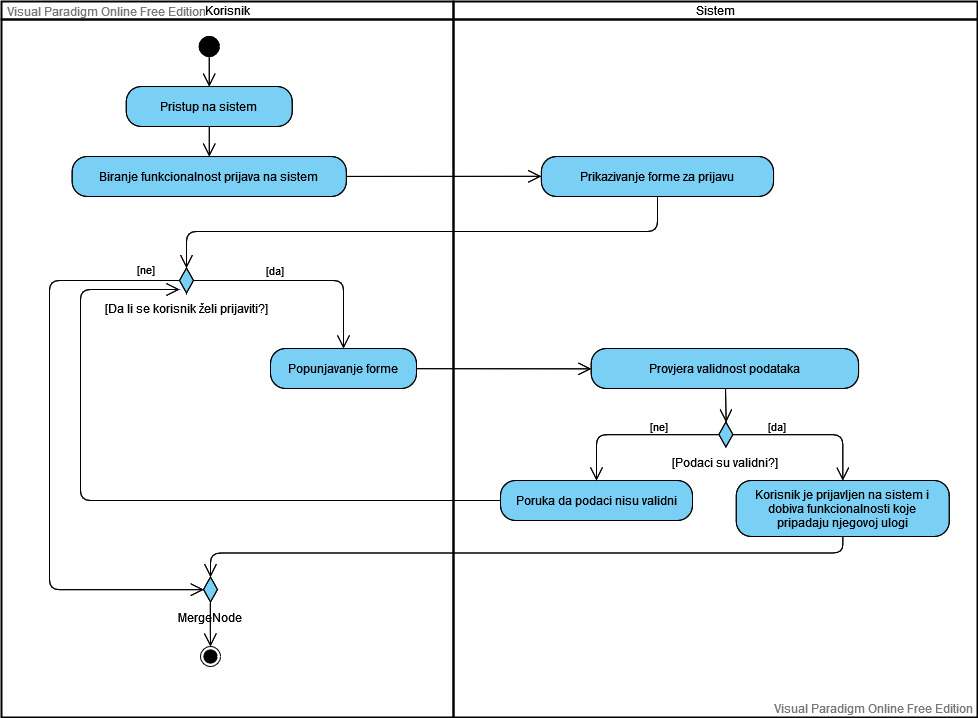 Visual Paradigm Online Free Edition
Korisnik
Sistem
Pristup na sistem
Biranje funkcionalnost prijava na sistem
Prikazivanje forme za prijavu
[ne]
[da]
[Da li se korisnik želi prijaviti?]
Popunjavanje forme
Provjera validnost podataka
[ne]
[da]
[Podaci su validni?]
Poruka da podaci nisu validni
Korisnik je prijavljen na sistem i
dobiva funkcionalnosti koje
pripadaju njegovoj ulogi
MergeNode
Visual Paradigm Online Free Edition